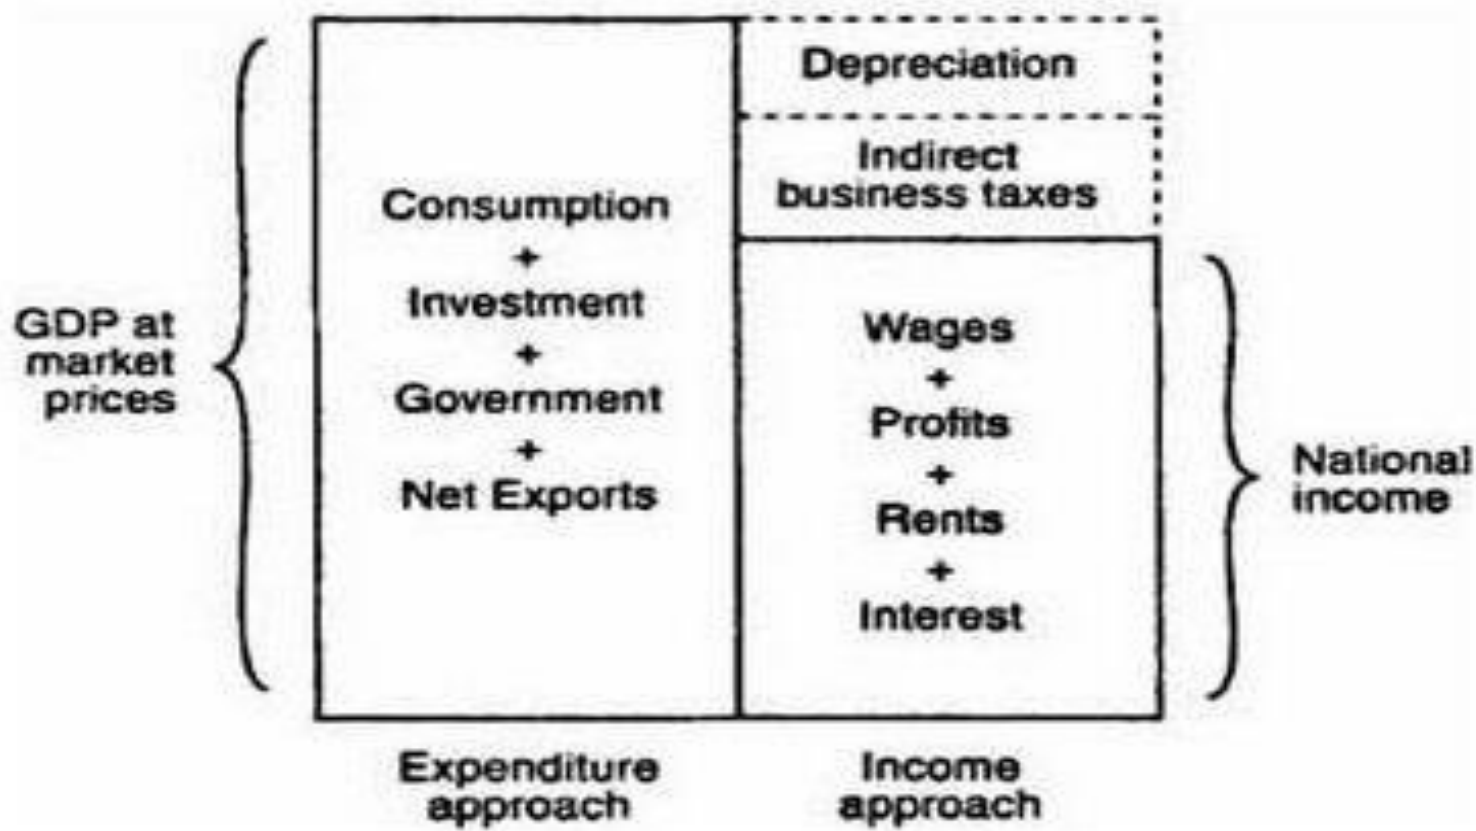 GDP at
market
prices
Consumption
+
Investment
+
Government
+
Net Exports
Expenditure
approach
Depreciation
Indirect
business taxes
Wages
+
Profits
+
Rents
+
Interest
Income
approach
National
income